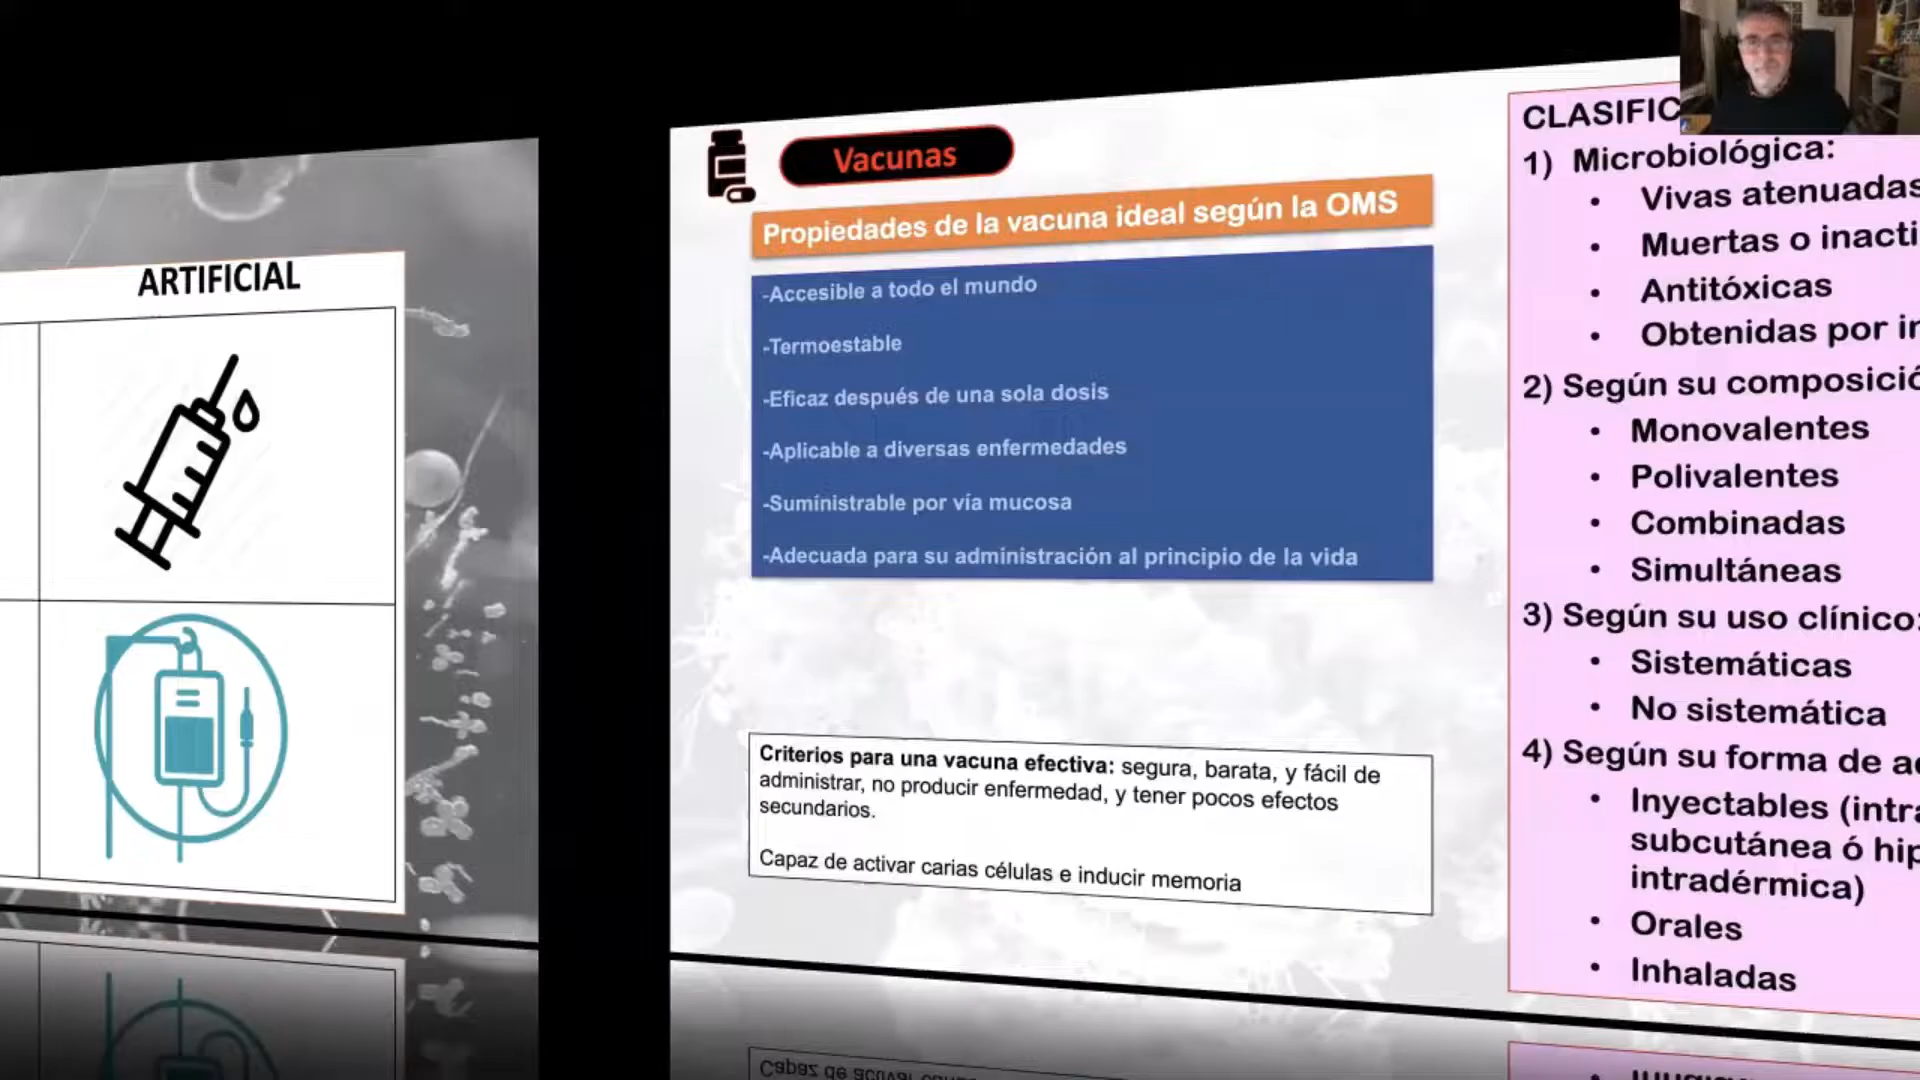 ARTIFICIAL
Vacunas
Propiedades de la vacuna ideal según la OMS
-Accesible a todo el mundo
-Termoestable
-Eficaz después de una sola dosis
-Aplicable a diversas enfermedades
-Suministrable por vía mucosa
-Adecuada para su administración al principio de la vida
Criterios para una vacuna efectiva: segura, barata, y fácil de
administrar, no producir enfermedad, y tener pocos efectos
secundarios.
Capaz de activar carias células e inducir memoria
CLASIFIC
1) Microbiológica:
• Vivas atenuadas
• Muertas o inacti
• Antitóxicas
• Obtenidas por in
2) Según su composició
• Monovalentes
• Polivalentes
• Combinadas
• Simultáneas
3) Según su uso clínico:
• Sistemáticas
• No sistemática
4) Según su forma de ad
• Inyectables (intra
subcutánea ó hip
intradérmica)
• Orales
• Inhaladas